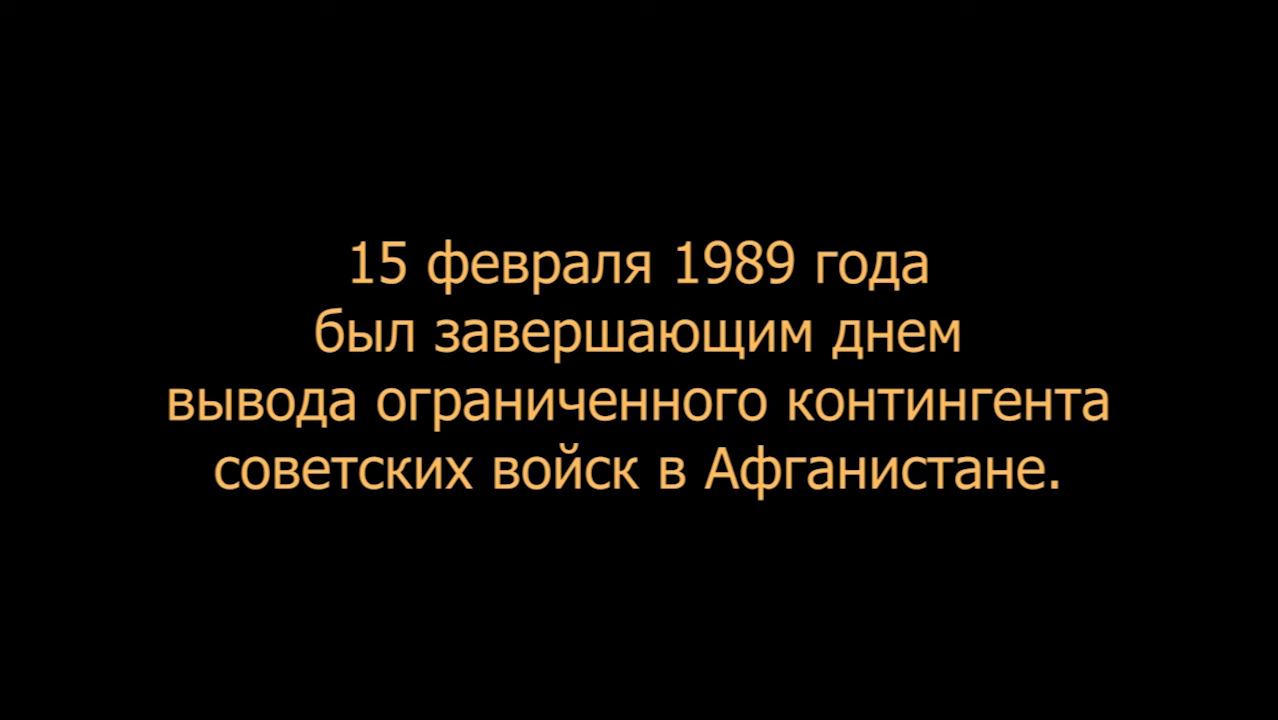 15 февраля 1989 года
был завершающим днем
вывода ограниченного контингента
советских войск в Афганистане.